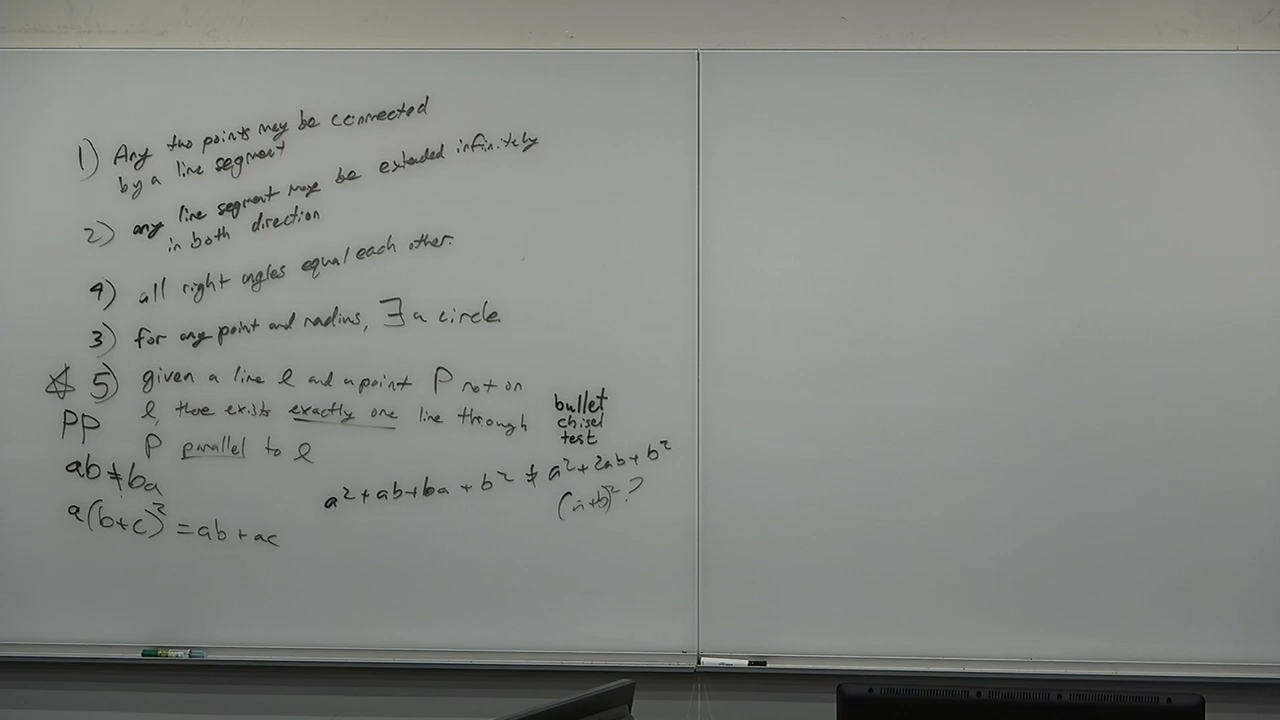 1) Any two points may be connected
by a line segment
2) any line segment may be extended infinitely
in both direction
4) all right angles equal each other.
3) for any point and radius, ∃ a circle
☆ 5) given a line l and a point P not on
l, there exists exactly one line through
P parallel to l
PP
ab ≠ ba
a(b+c)² = ab + ac
bullet
chisel
test
a² + ab + ba + b² ≠ a² + 2ab + b²
(a+b)² ?